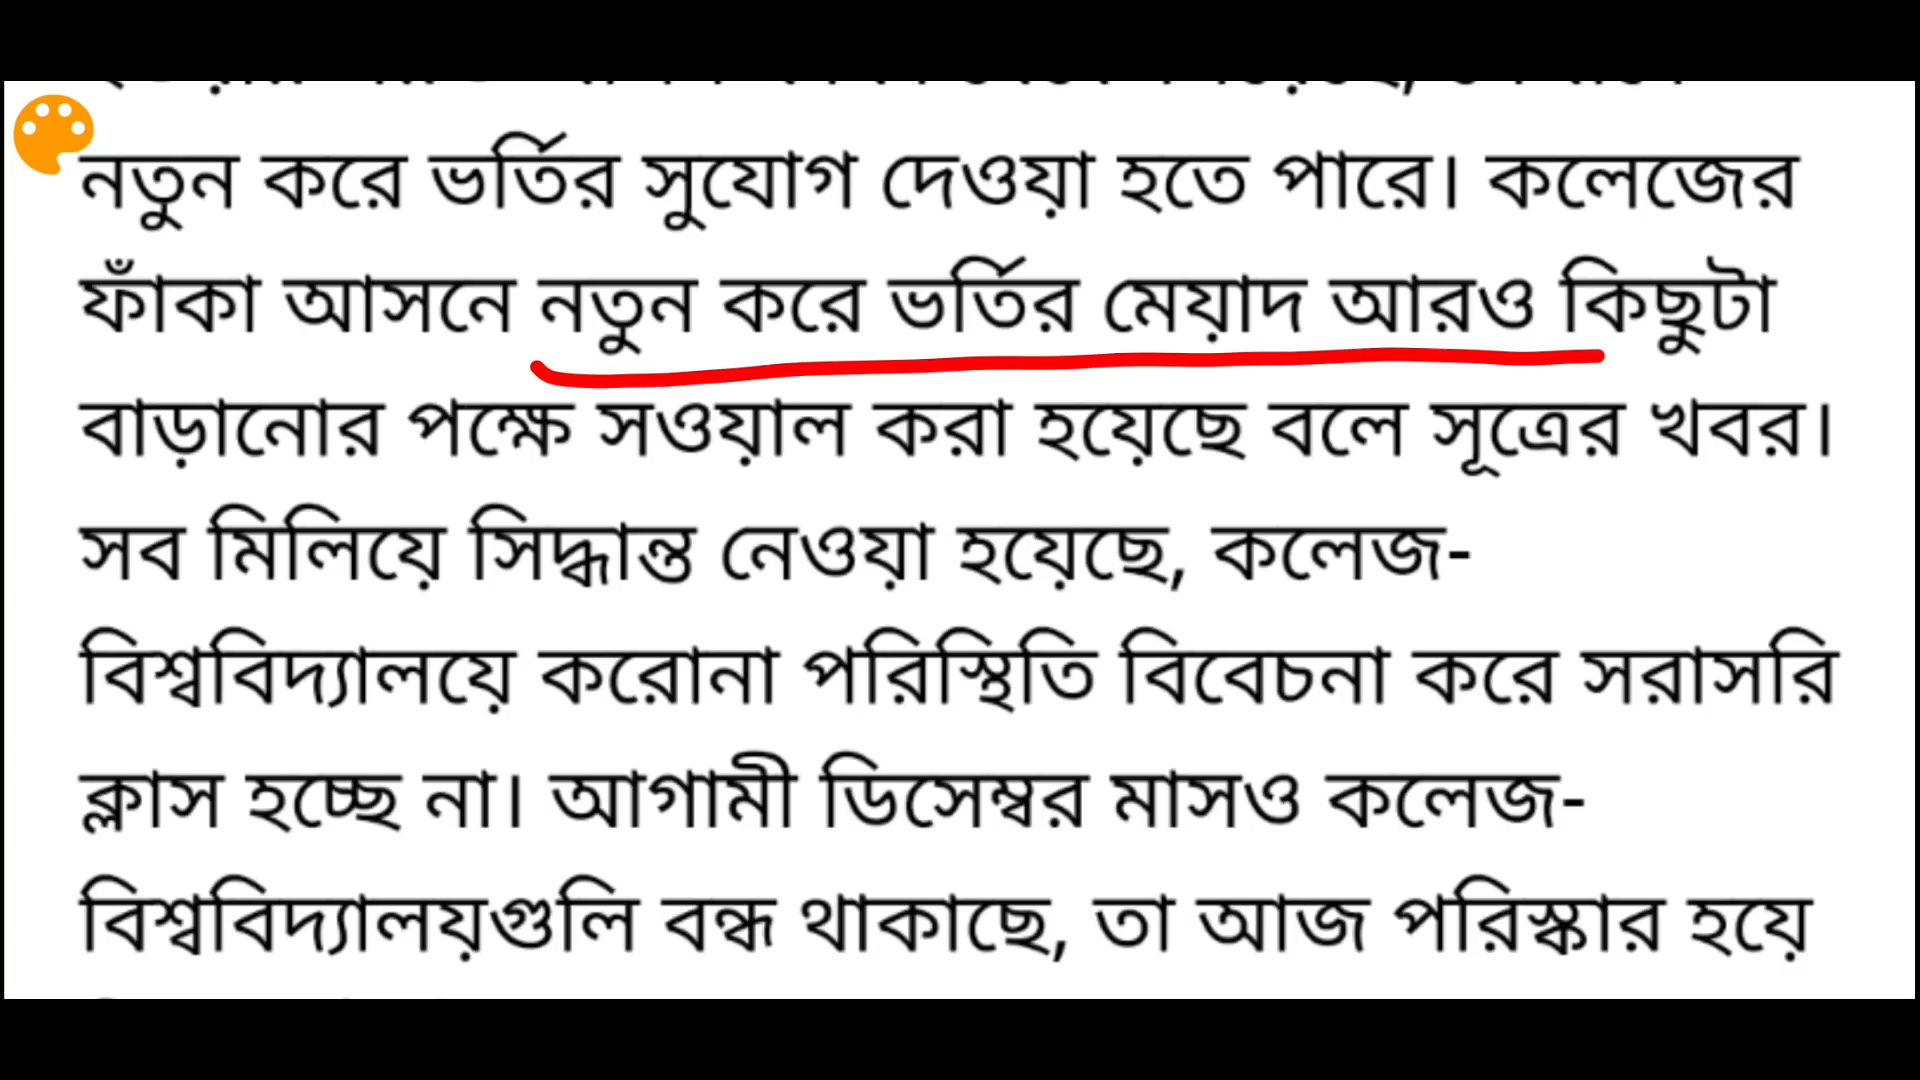 নতুন করে ভর্তির সুযোগ দেওয়া হতে পারে। কলেজের
ফাঁকা আসনে নতুন করে ভর্তির মেয়াদ আরও কিছুটা
বাড়ানোর পক্ষে সওয়াল করা হয়েছে বলে সূত্রের খবর।
সব মিলিয়ে সিদ্ধান্ত নেওয়া হয়েছে, কলেজ-
বিশ্ববিদ্যালয়ে করোনা পরিস্থিতি বিবেচনা করে সরাসরি
ক্লাস হচ্ছে না। আগামী ডিসেম্বর মাসও কলেজ-
বিশ্ববিদ্যালয়গুলি বন্ধ থাকাছে, তা আজ পরিস্কার হয়ে